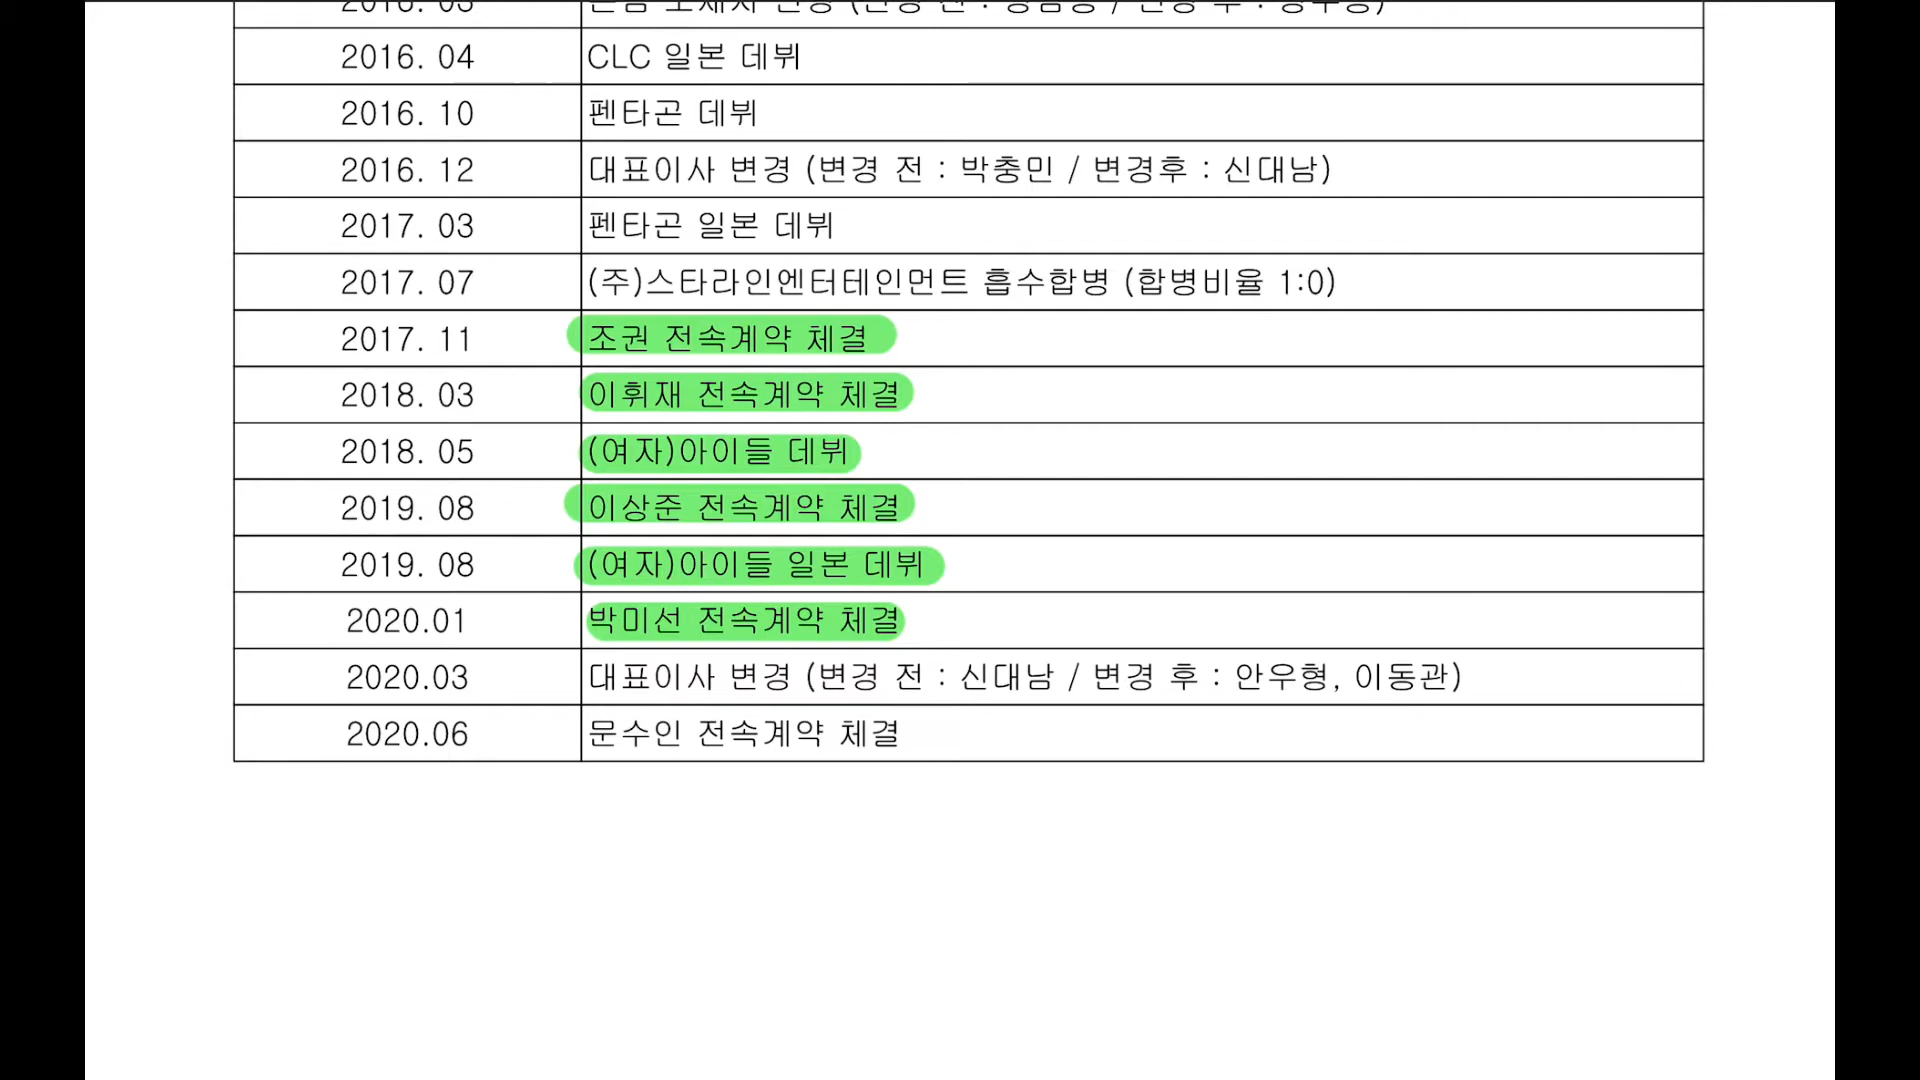 2016. 04 CLC 일본 데뷔
2016. 10 펜타곤 데뷔
2016. 12 대표이사 변경 (변경 전 : 박충민 / 변경후 : 신대남)
2017. 03 펜타곤 일본 데뷔
2017. 07 (주)스타라인엔터테인먼트 흡수합병 (합병비율 1:0)
2017. 11 조권 전속계약 체결
2018. 03 이휘재 전속계약 체결
2018. 05 (여자)아이들 데뷔
2019. 08 이상준 전속계약 체결
2019. 08 (여자)아이들 일본 데뷔
2020.01 박미선 전속계약 체결
2020.03 대표이사 변경 (변경 전 : 신대남 / 변경 후 : 안우형, 이동관)
2020.06 문수인 전속계약 체결